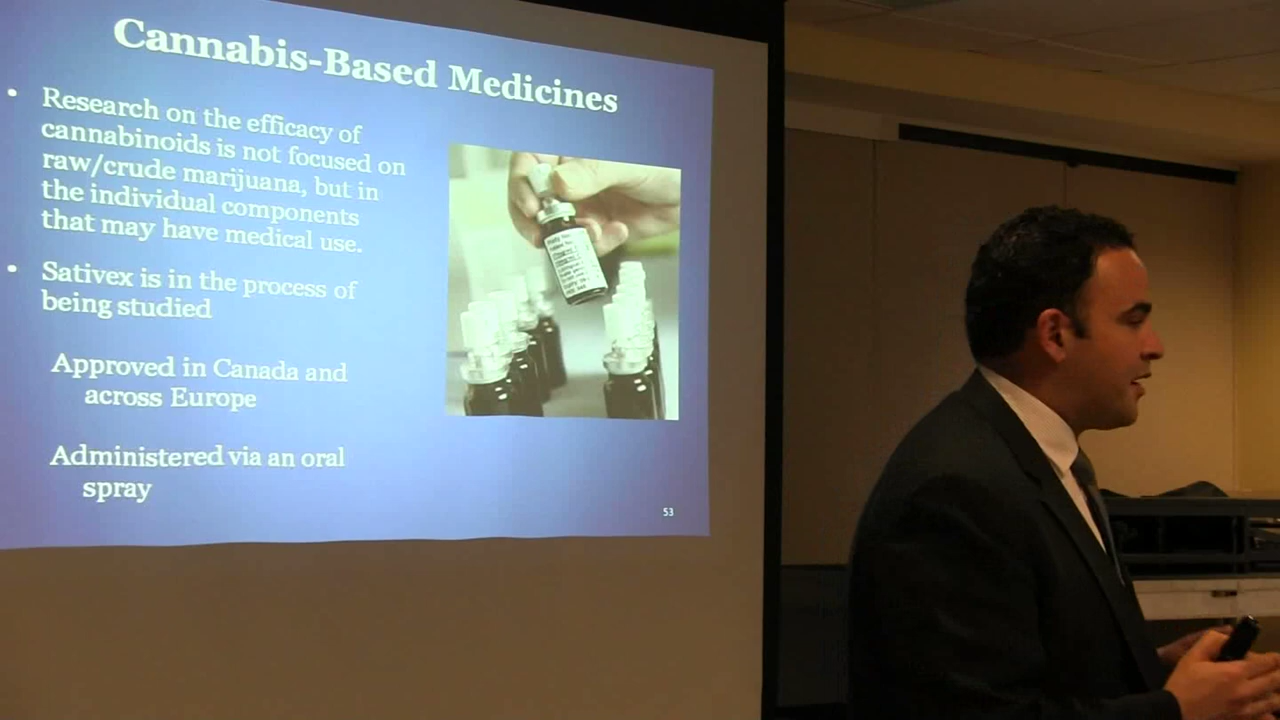 Cannabis-Based Medicines
• Research on the efficacy of
cannabinoids is not focused on
raw/crude marijuana, but in
the individual components
that may have medical use.
• Sativex is in the process of
being studied
Approved in Canada and
across Europe
Administered via an oral
spray
53